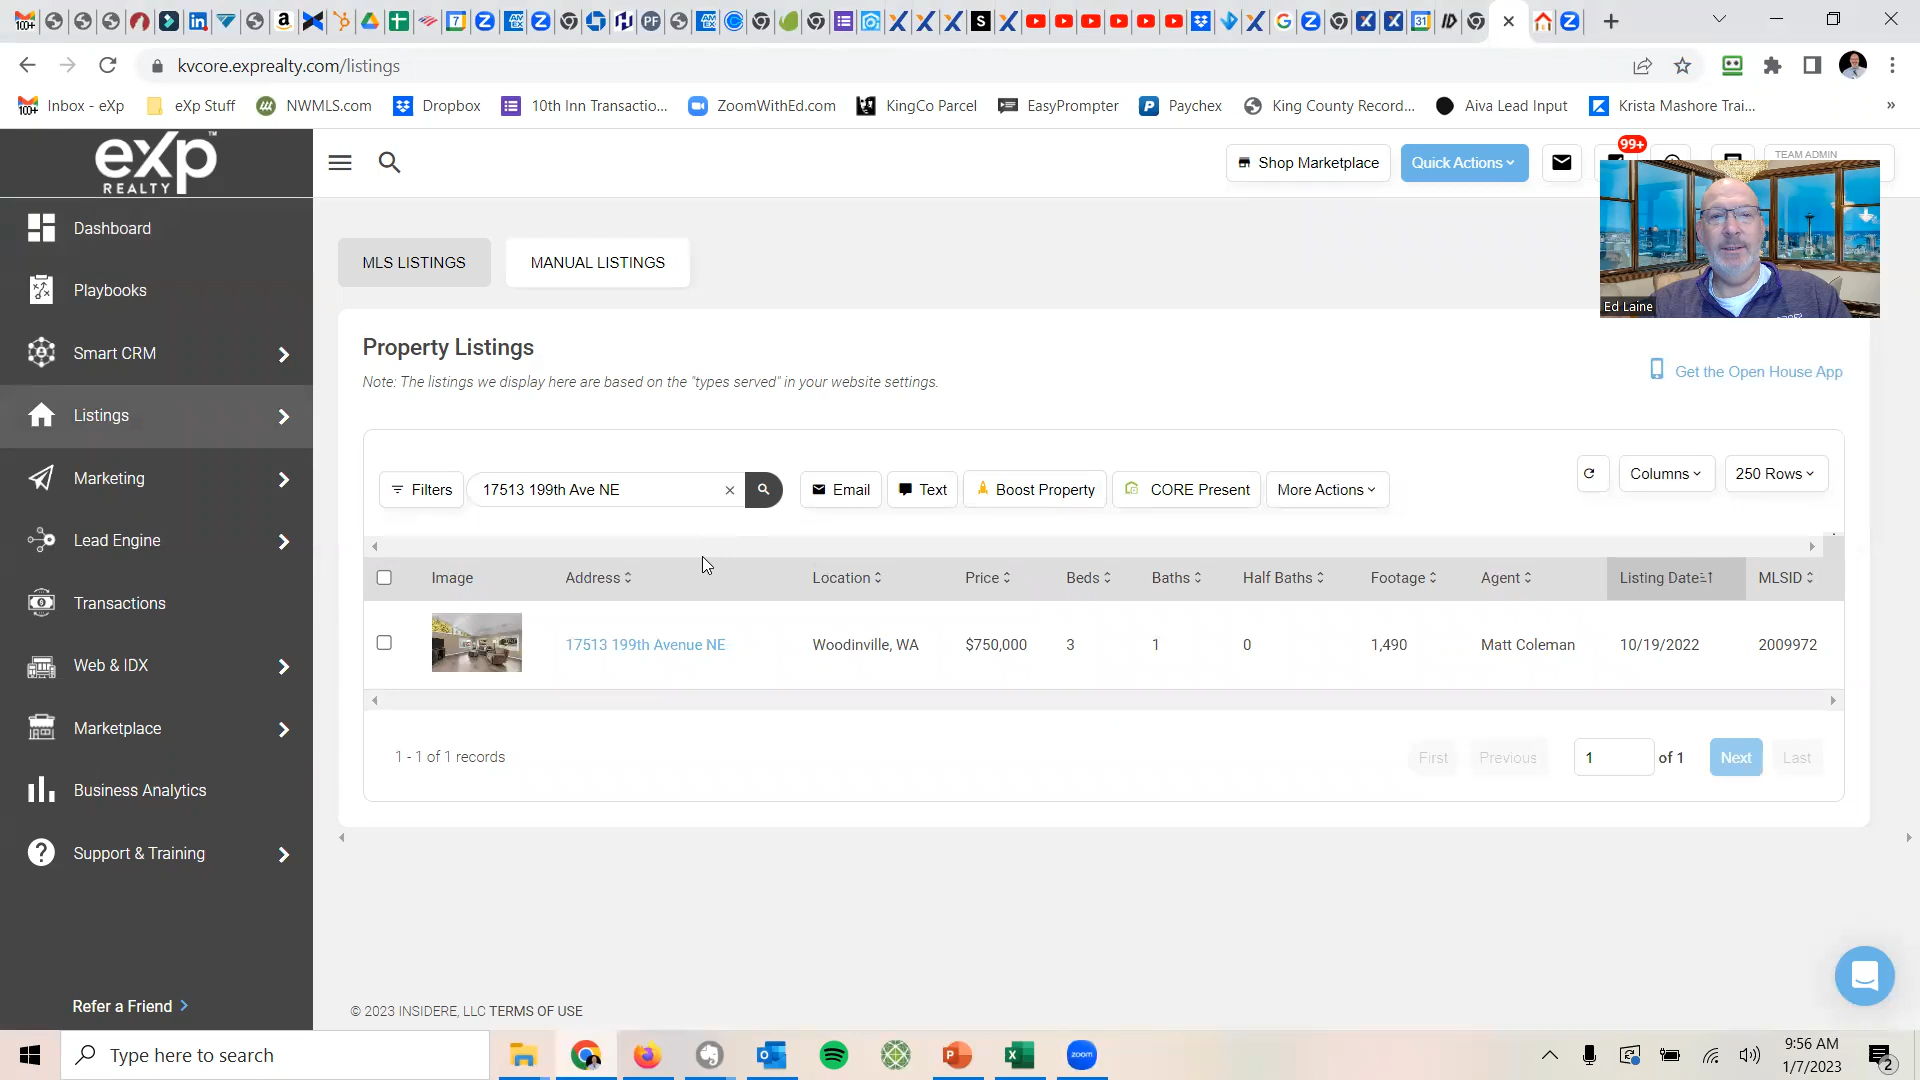 kvcore.exprealty.com/listings
Inbox - eXp
eXp Stuff
NWMLS.com
Dropbox
10th Inn Transactio...
ZoomWithEd.com
KingCo Parcel
EasyPrompter
Paychex
King County Record...
Aiva Lead Input
Krista Mashore Trai...
»
eXp
REALTY
Shop Marketplace
Quick Actions
99+
TEAM ADMIN
Ed Laine
Dashboard
Playbooks
Smart CRM
Listings
Marketing
Lead Engine
Transactions
Web & IDX
Marketplace
Business Analytics
Support & Training
Refer a Friend
MLS LISTINGS
MANUAL LISTINGS
Property Listings
Note: The listings we display here are based on the "types served" in your website settings.
Get the Open House App
Filters
17513 199th Ave NE
Email
Text
Boost Property
CORE Present
More Actions
Columns
250 Rows
Image Address Location Price Beds Baths Half Baths Footage Agent Listing Date MLSID
17513 199th Avenue NE Woodinville, WA $750,000 3 1 0 1,490 Matt Coleman 10/19/2022 2009972
1 - 1 of 1 records
First Previous 1 of 1 Next Last
© 2023 INSIDERE, LLC TERMS OF USE
Type here to search
zoom
9:56 AM
1/7/2023
2